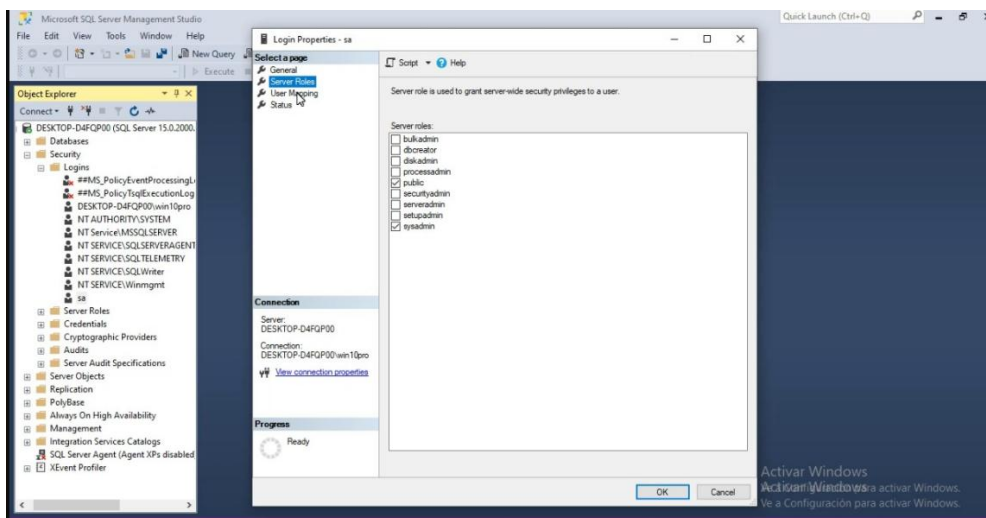 Microsoft SQL Server Management Studio
Quick Launch (Ctrl+Q)
File Edit View Tools Window Help
New Query
Execute
Object Explorer
Connect
DESKTOP-D4FQP00 (SQL Server 15.0.2000.
Databases
Security
Logins
##MS_PolicyEventProcessingL
##MS_PolicyTsqlExecutionLog
DESKTOP-D4FQP00\win10pro
NT AUTHORITY\SYSTEM
NT Service\MSSQLSERVER
NT SERVICE\SQLSERVERAGENT
NT SERVICE\SQLTELEMETRY
NT SERVICE\SQLWriter
NT SERVICE\Winmgmt
sa
Server Roles
Credentials
Cryptographic Providers
Audits
Server Audit Specifications
Server Objects
Replication
PolyBase
Always On High Availability
Management
Integration Services Catalogs
SQL Server Agent (Agent XPs disabled
XEvent Profiler
Login Properties - sa
Select a page
General
Server Roles
User Mapping
Status
Connection
Server:
DESKTOP-D4FQP00
Connection:
DESKTOP-D4FQP00\win10pro
View connection properties
Progress
Ready
Script Help
Server role is used to grant server-wide security privileges to a user.
Server roles:
bulkadmin
dbcreator
diskadmin
processadmin
public
securityadmin
serveradmin
setupadmin
sysadmin
OK Cancel
Activar Windows
Activar Windows
para activar Windows.
Ve a Configuración para activar Windows.